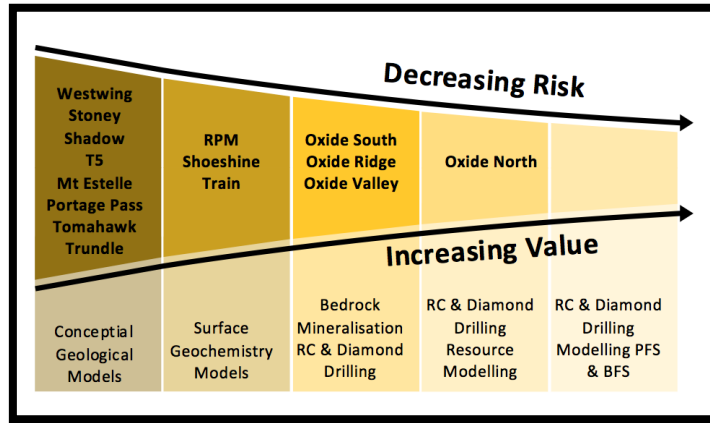 Decreasing Risk
Westwing
Stoney
Shadow
T5
Mt Estelle
Portage Pass
Tomahawk
Trundle
RPM
Shoeshine
Train
Oxide South
Oxide Ridge
Oxide Valley
Oxide North
Increasing Value
Conceptial
Geological
Models
Surface
Geochemistry
Models
Bedrock
Mineralisation
RC & Diamond
Drilling
RC & Diamond
Drilling
Resource
Modelling
RC & Diamond
Drilling
Modelling PFS
& BFS